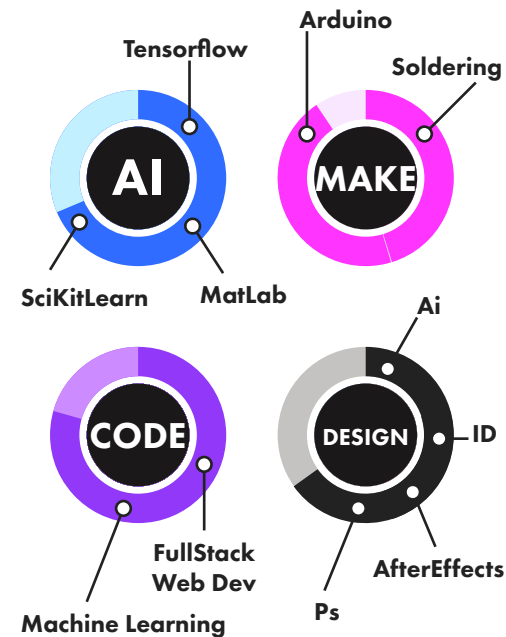 Arduino
Tensorflow
Soldering
AI
MAKE
SciKitLearn
MatLab
Ai
CODE
DESIGN
ID
FullStack
Web Dev
AfterEffects
Ps
Machine Learning